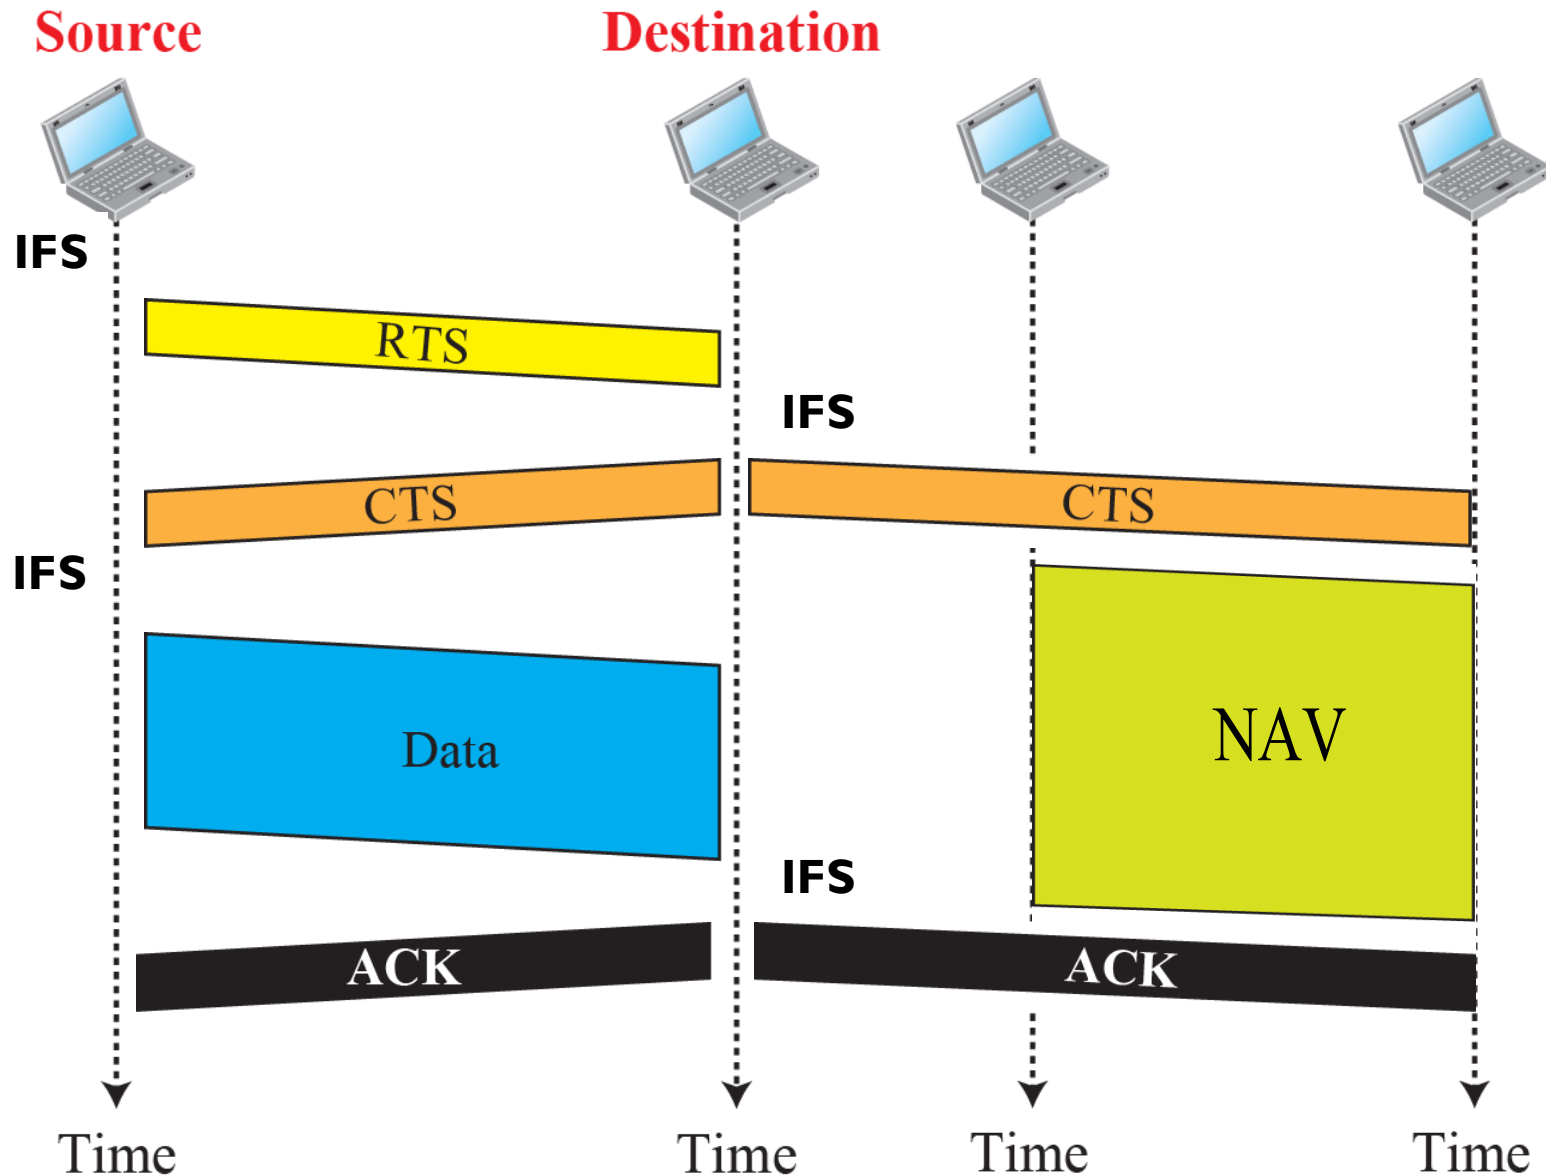 Source
Destination
IFS
RTS
IFS
CTS
CTS
IFS
NAV
Data
IFS
ACK
ACK
Time
Time
Time
Time